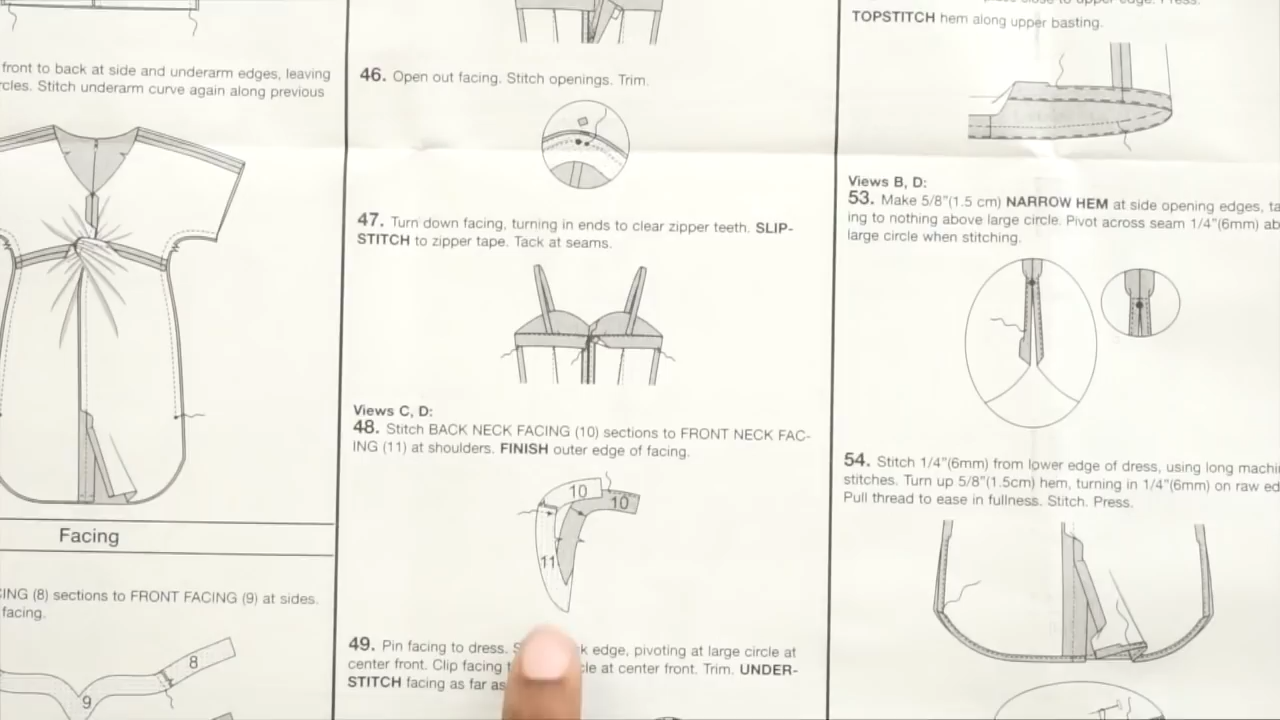 front to back at side and underarm edges, leaving
rcles. Stitch underarm curve again along previous
Facing
ING (8) sections to FRONT FACING (9) at sides.
facing.
8
9
46. Open out facing. Stitch openings. Trim.
47. Turn down facing, turning in ends to clear zipper teeth. SLIP-
STITCH to zipper tape. Tack at seams.
Views C, D:
48. Stitch BACK NECK FACING (10) sections to FRONT NECK FAC-
ING (11) at shoulders. FINISH outer edge of facing.
10
10
11
49. Pin facing to dress. k edge, pivoting at large circle at
center front. Clip facing cle at center front. Trim. UNDER-
STITCH facing as far as
TOPSTITCH hem along upper basting.
Views B, D:
53. Make 5/8"(1.5 cm) NARROW HEM at side opening edges, ta
ing to nothing above large circle. Pivot across seam 1/4"(6mm) ab
large circle when stitching.
54. Stitch 1/4"(6mm) from lower edge of dress, using long machi
stitches. Turn up 5/8"(1.5cm) hem, turning in 1/4"(6mm) on raw ed
Pull thread to ease in fullness. Stitch. Press.